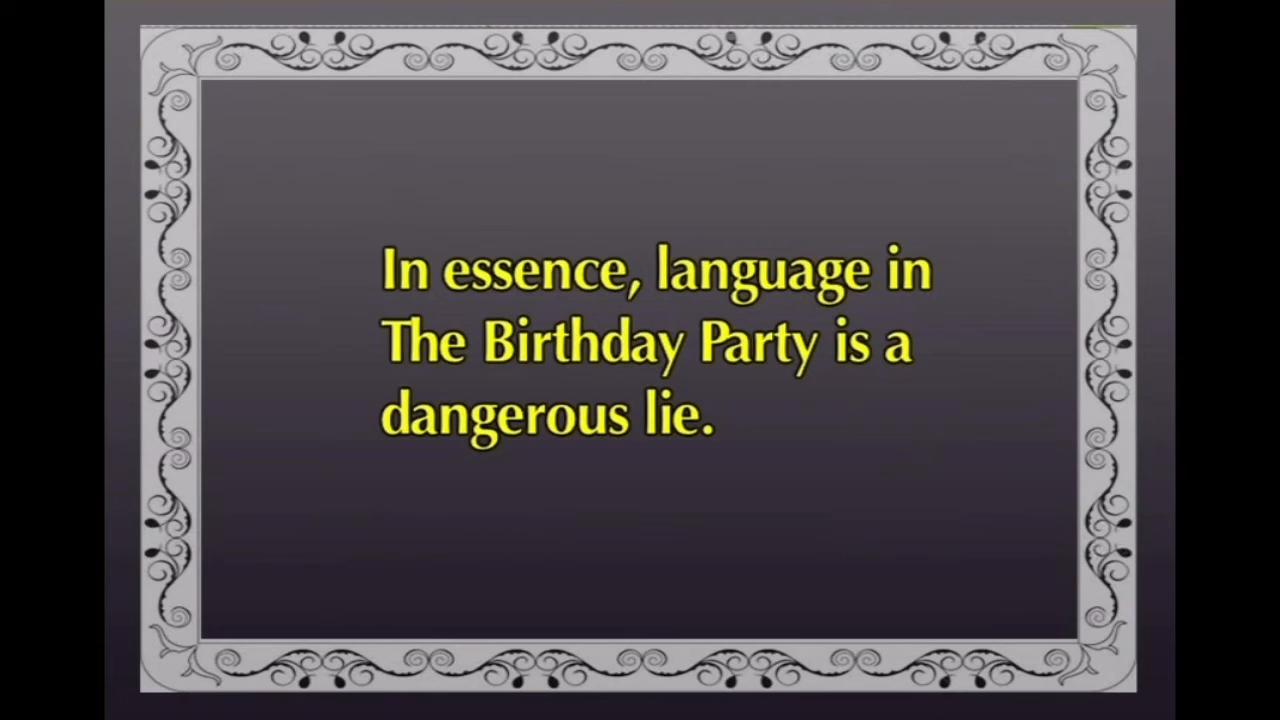 In essence, language in
The Birthday Party is a
dangerous lie.